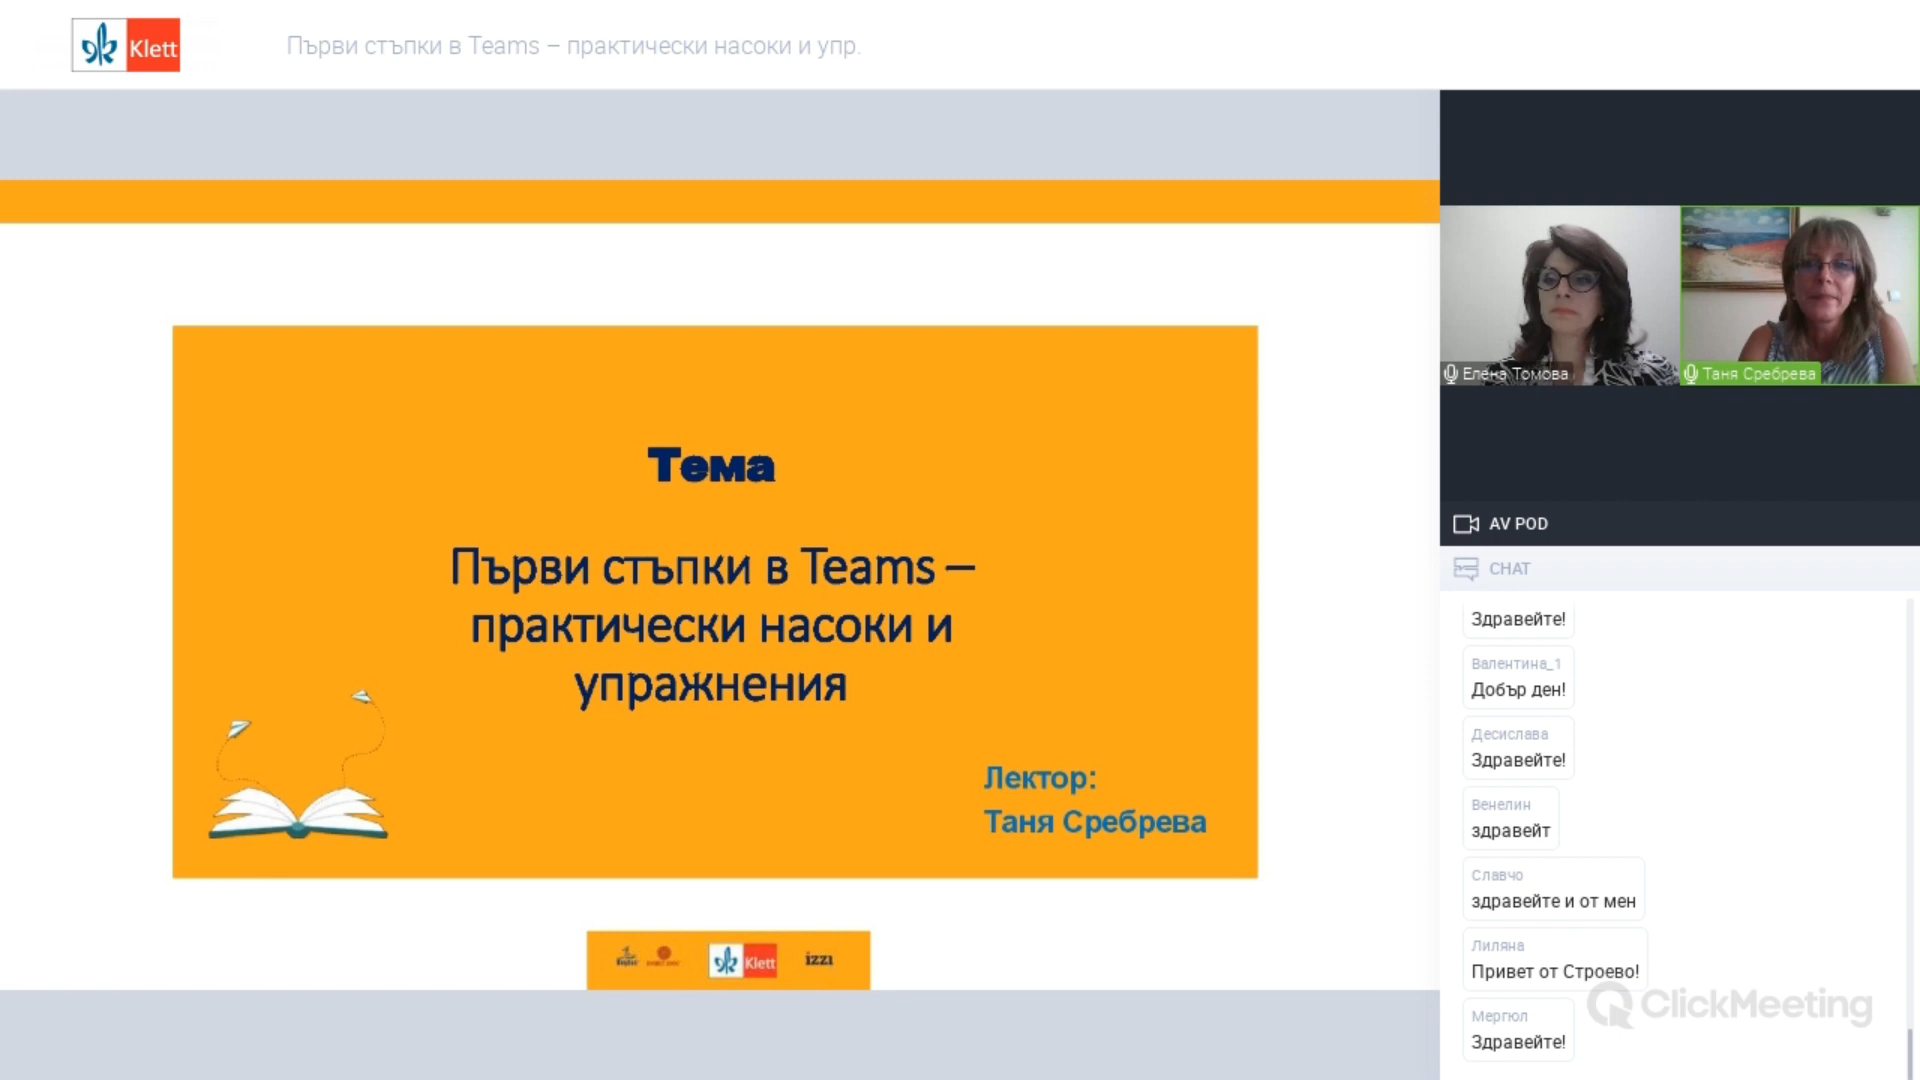 Klett
Първи стъпки в Teams – практически насоки и упр.
Тема
Първи стъпки в Teams –
практически насоки и
упражнения
Лектор:
Таня Сребрева
Klett
izzi
Елена Томова
Таня Сребрева
AV POD
CHAT
Здравейте!
Валентина_1
Добър ден!
Десислава
Здравейте!
Венелин
здравейт
Славчо
здравейте и от мен
Лиляна
Привет от Строево!
Мергюл
Здравейте!
ClickMeeting